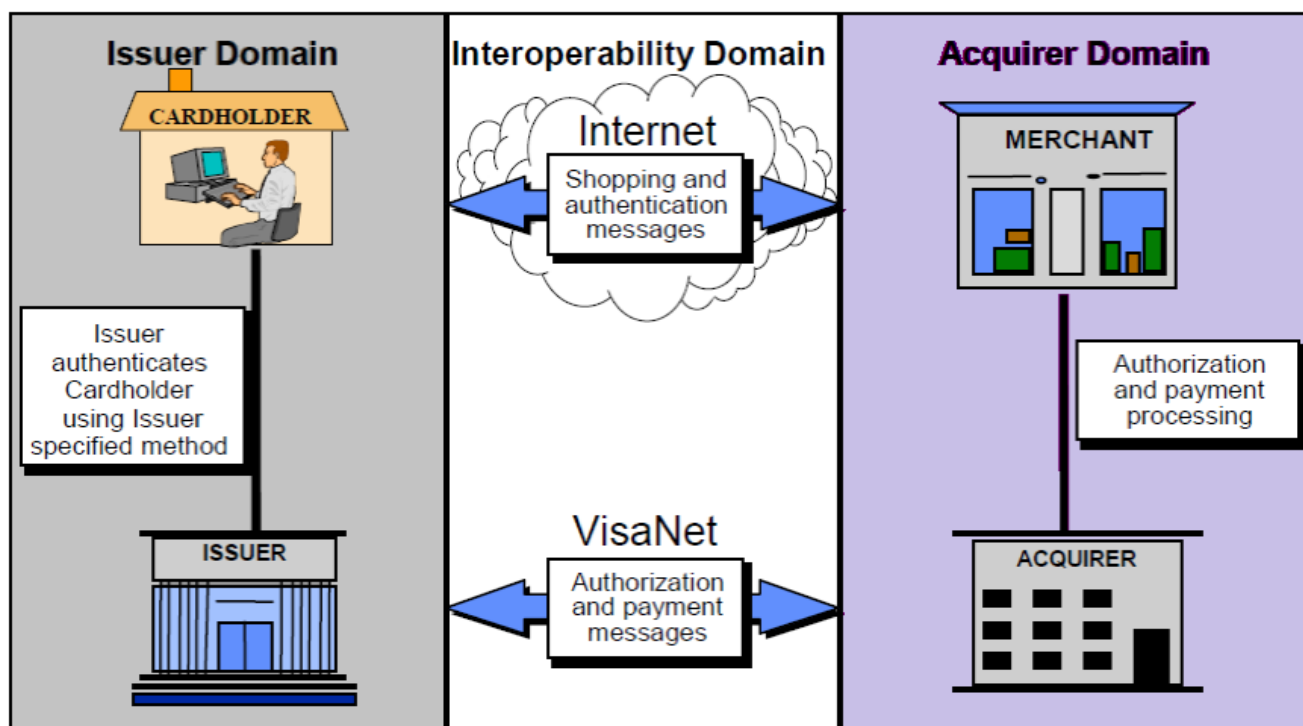 Issuer Domain
Interoperability Domain
Acquirer Domain
CARDHOLDER
Internet
Shopping and
authentication
messages
MERCHANT
Issuer
authenticates
Cardholder
using Issuer
specified method
Authorization
and payment
processing
ISSUER
VisaNet
Authorization
and payment
messages
ACQUIRER